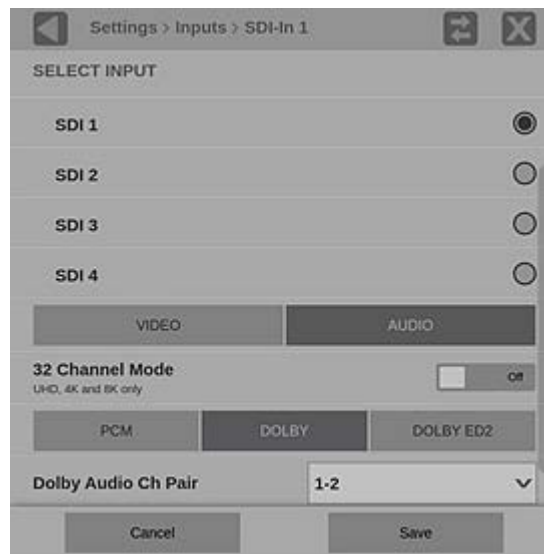 Settings > Inputs > SDI-In 1
SELECT INPUT
SDI 1
SDI 2
SDI 3
SDI 4
VIDEO AUDIO
32 Channel Mode Off
UHD, 4K and 8K only
PCM DOLBY DOLBY ED2
Dolby Audio Ch Pair 1-2
Cancel Save